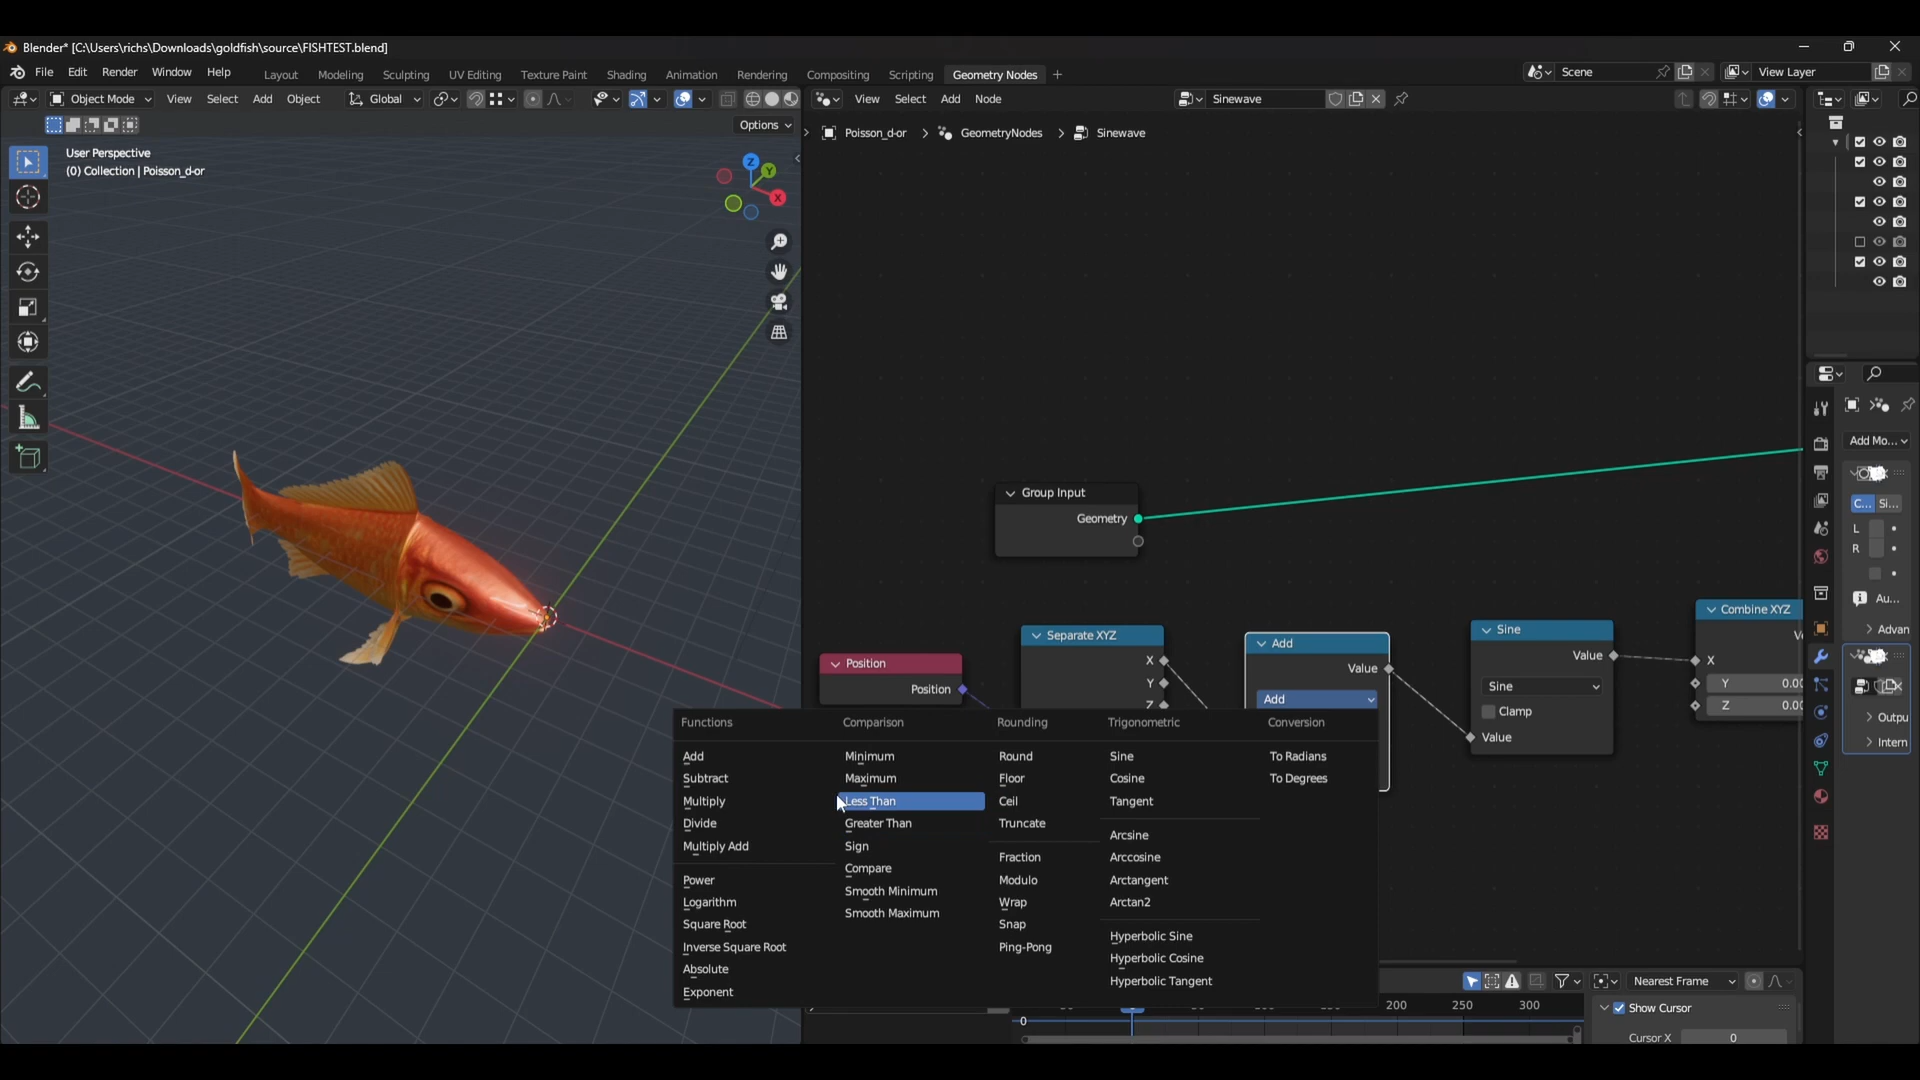 Blender* [C:\Users\richs\Downloads\goldfish\source\FISHTEST.blend]
File Edit Render Window Help Layout Modeling Sculpting UV Editing Texture Paint Shading Animation Rendering Compositing Scripting Geometry Nodes + Scene View Layer
Object Mode View Select Add Object Global View Select Add Node Sinewave
Options
Poisson_d-or > GeometryNodes > Sinewave
User Perspective
(0) Collection | Poisson_d-or
Z
Y
X
Add Mo...
C... Si...
L
R
Au...
Advan
Outpu
Intern
Group Input
Geometry
Position
Position
Separate XYZ
X
Y
Z
Add
Value
Add
Sine
Value
Sine
Clamp
Value
Combine XYZ
X
Y 0.00
Z 0.00
Functions Comparison Rounding Trigonometric Conversion
Add Minimum Round Sine To Radians
Subtract Maximum Floor Cosine To Degrees
Multiply Less Than Ceil Tangent
Divide Greater Than Truncate
Arcsine
Multiply Add Sign
Fraction Arccosine
Compare
Power Modulo Arctangent
Smooth Minimum
Logarithm Wrap Arctan2
Smooth Maximum
Square Root Snap
Hyperbolic Sine
Inverse Square Root Ping-Pong
Hyperbolic Cosine
Absolute
Hyperbolic Tangent
Exponent
Nearest Frame
200 250 300
0
Show Cursor
Cursor X 0